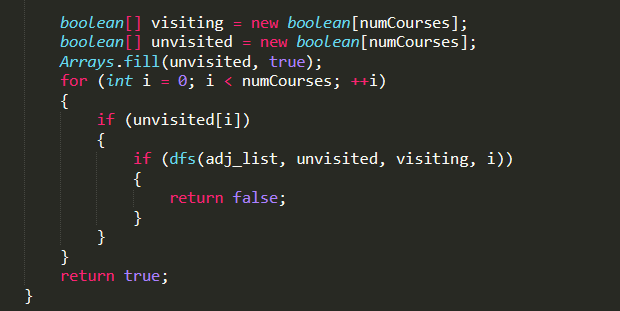 boolean[] visiting = new boolean[numCourses];
boolean[] unvisited = new boolean[numCourses];
Arrays.fill(unvisited, true);
for (int i = 0; i < numCourses; ++i)
{
    if (unvisited[i])
    {
        if (dfs(adj_list, unvisited, visiting, i))
        {
            return false;
        }
    }
}
return true;
}